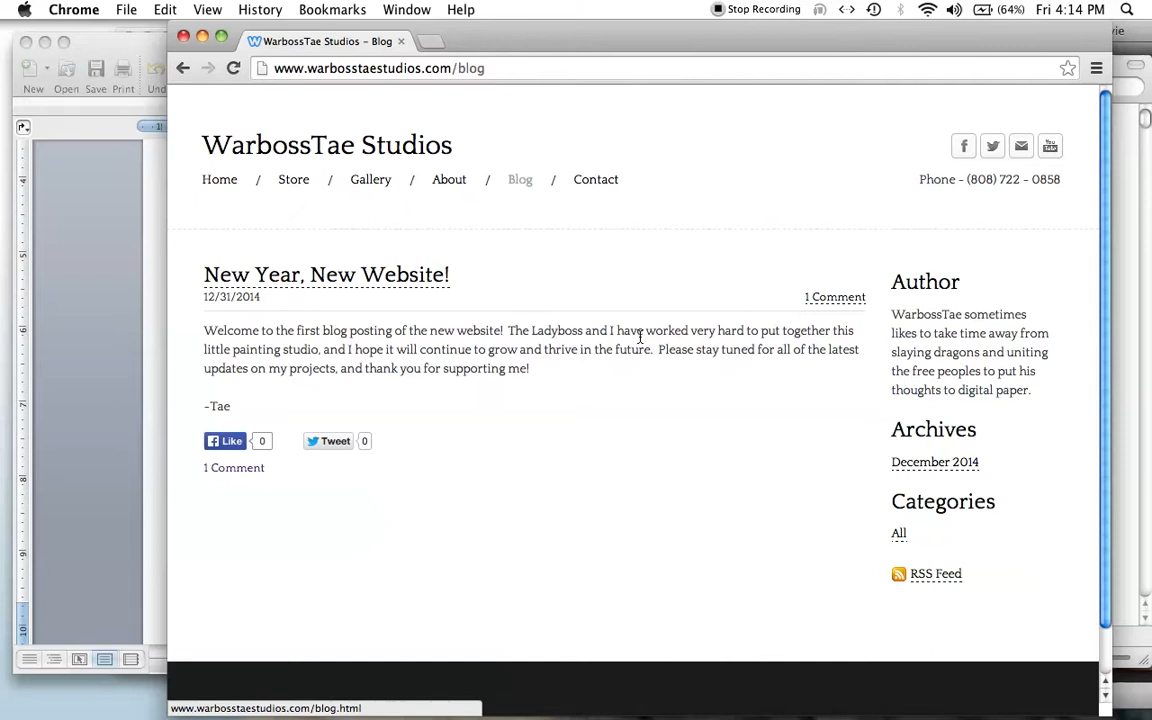 Chrome File Edit View History Bookmarks Window Help Stop Recording (64%) Fri 4:14 PM
WarbossTae Studios – Blog
www.warbosstaestudios.com/blog
New Open Save Print
WarbossTae Studios
Home / Store / Gallery / About / Blog / Contact
Phone - (808) 722 - 0858
New Year, New Website!
12/31/2014
1 Comment
Welcome to the first blog posting of the new website! The Ladyboss and I have worked very hard to put together this
little painting studio, and I hope it will continue to grow and thrive in the future. Please stay tuned for all of the latest
updates on my projects, and thank you for supporting me!
-Tae
Like 0 Tweet 0
1 Comment
Author
WarbossTae sometimes
likes to take time away from
slaying dragons and uniting
the free peoples to put his
thoughts to digital paper.
Archives
December 2014
Categories
All
RSS Feed
www.warbosstaestudios.com/blog.html